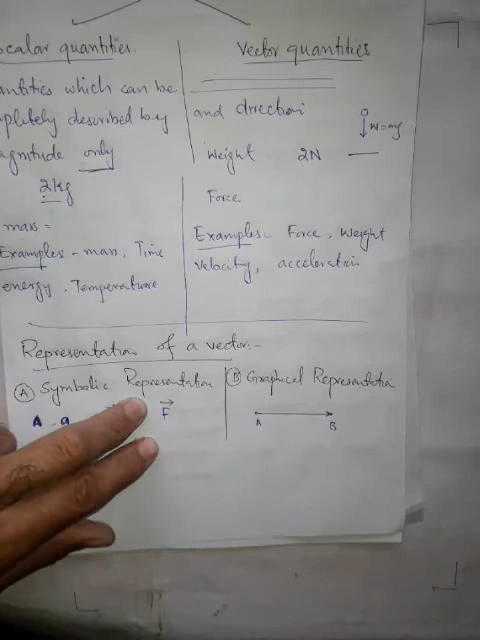 calar quantities.
antities which can be
pletely described by
agnitude only
2kg
mass =
Examples - mass, Time
energy, Temperature
Vector quantities
and direction
W=mg
Weight 2N
Force
Examples - Force, Weight
velocity, acceleration
Representation of a vector:-
A Symbolic Representation
A - a F
B Graphical Representation
A B